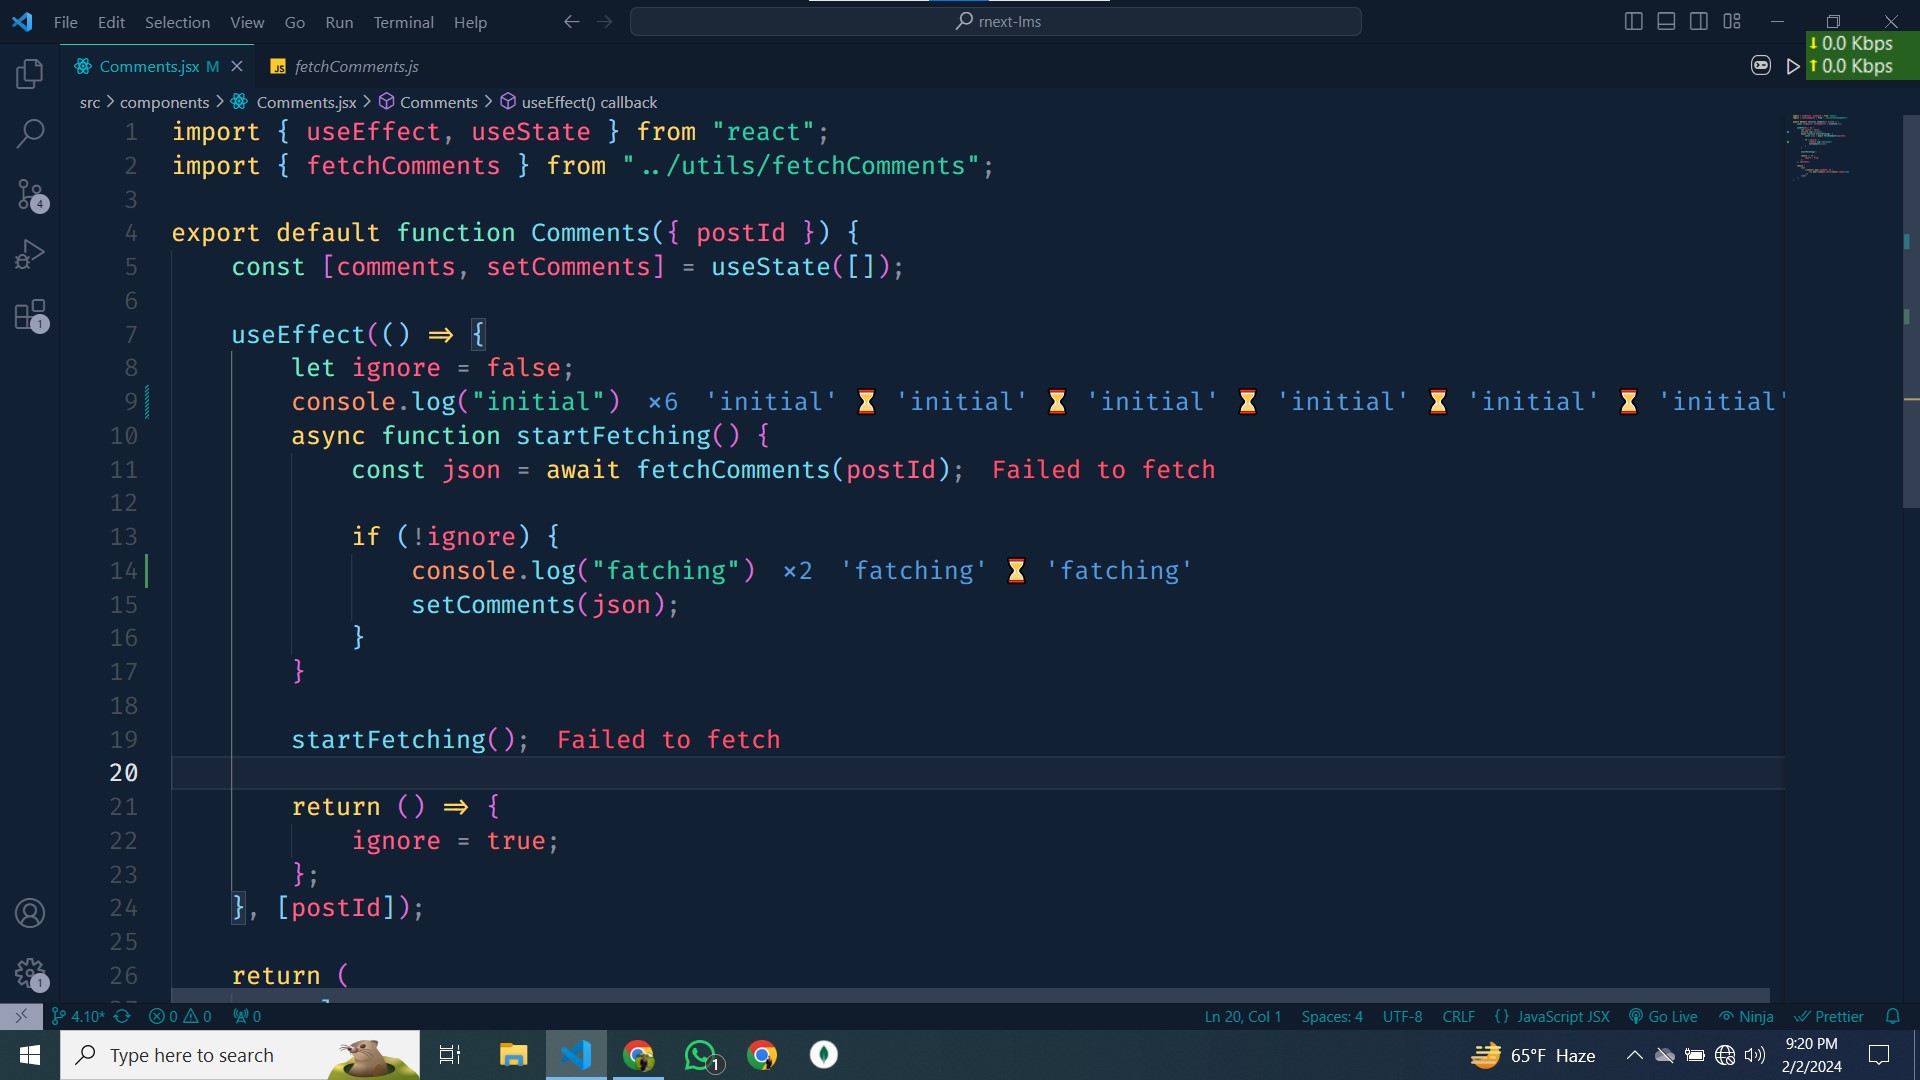 File Edit Selection View Go Run Terminal Help
rnext-lms
0.0 Kbps
0.0 Kbps
Comments.jsx M
JS fetchComments.js
src > components > Comments.jsx > Comments > useEffect() callback
1 import { useEffect, useState } from "react";
2 import { fetchComments } from "../utils/fetchComments";
3
4 export default function Comments({ postId }) {
5 const [comments, setComments] = useState([]);
6
7 useEffect(() => {
8 let ignore = false;
9 console.log("initial") ×6 'initial' ⌛ 'initial' ⌛ 'initial' ⌛ 'initial' ⌛ 'initial' ⌛ 'initial'
10 async function startFetching() {
11 const json = await fetchComments(postId); Failed to fetch
12
13 if (!ignore) {
14 console.log("fatching") ×2 'fatching' ⌛ 'fatching'
15 setComments(json);
16 }
17 }
18
19 startFetching(); Failed to fetch
20
21 return () => {
22 ignore = true;
23 };
24 }, [postId]);
25
26 return (
4
1
1
4.10* 0 0 0
Ln 20, Col 1 Spaces: 4 UTF-8 CRLF {} JavaScript JSX Go Live Ninja Prettier
Type here to search
1
65°F Haze
9:20 PM
2/2/2024